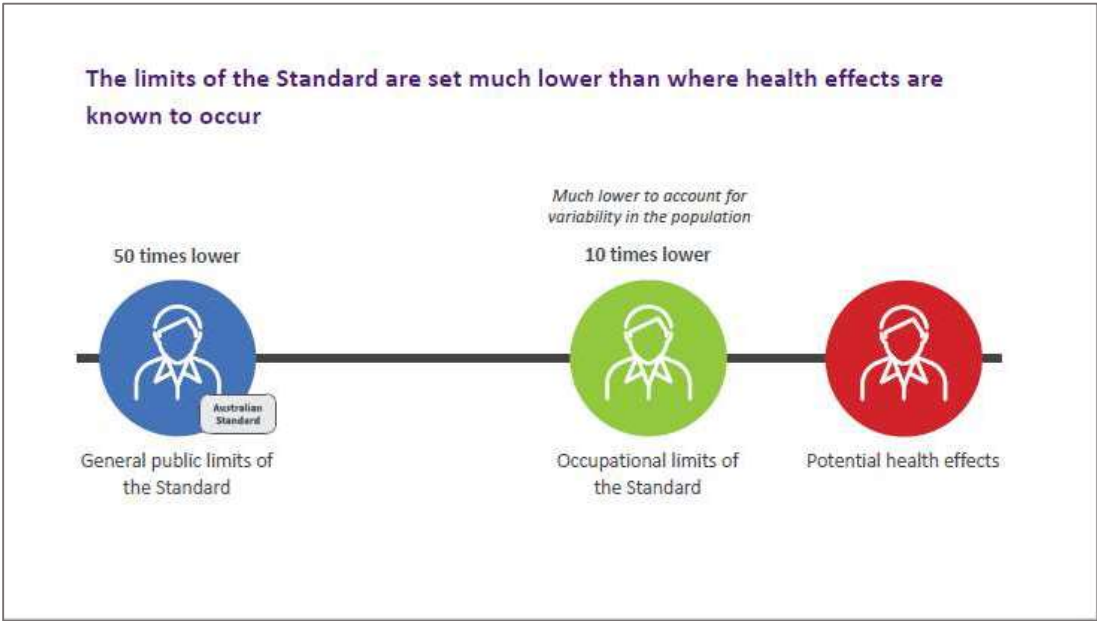 The limits of the Standard are set much lower than where health effects are
known to occur
Much lower to account for
variability in the population
50 times lower
10 times lower
Australian
Standard
General public limits of
the Standard
Occupational limits of
the Standard
Potential health effects